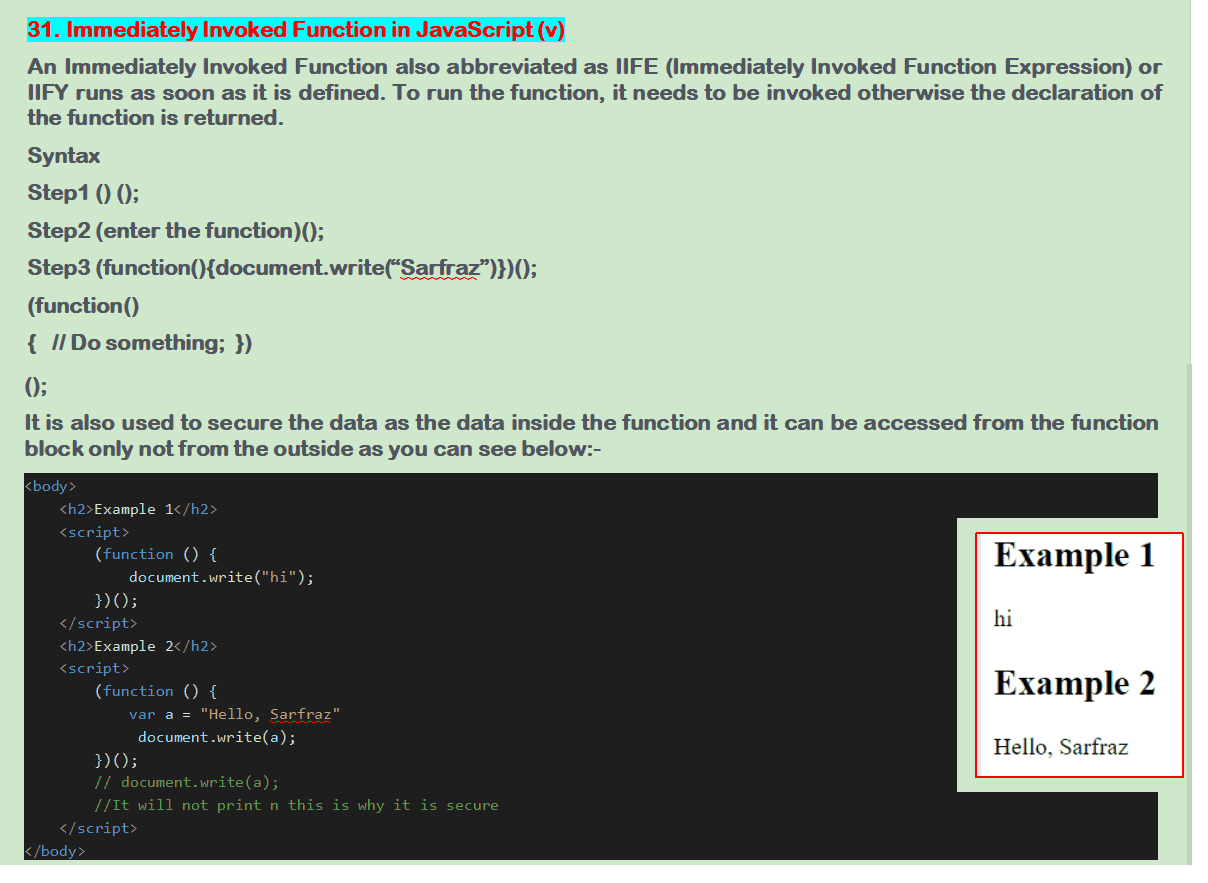 31. Immediately Invoked Function in JavaScript (v)
An Immediately Invoked Function also abbreviated as IIFE (Immediately Invoked Function Expression) or
IIFY runs as soon as it is defined. To run the function, it needs to be invoked otherwise the declaration of
the function is returned.
Syntax
Step1 () ();
Step2 (enter the function)();
Step3 (function(){document.write(“Sarfraz”)})();
(function()
{   // Do something;  })
();
It is also used to secure the data as the data inside the function and it can be accessed from the function
block only not from the outside as you can see below:-
<body>
    <h2>Example 1</h2>
    <script>
        (function () {
            document.write("hi");
        })();
    </script>
    <h2>Example 2</h2>
    <script>
        (function () {
            var a = "Hello, Sarfraz"
             document.write(a);
        })();
        // document.write(a);
        //It will not print n this is why it is secure
    </script>
</body>
Example 1
hi
Example 2
Hello, Sarfraz